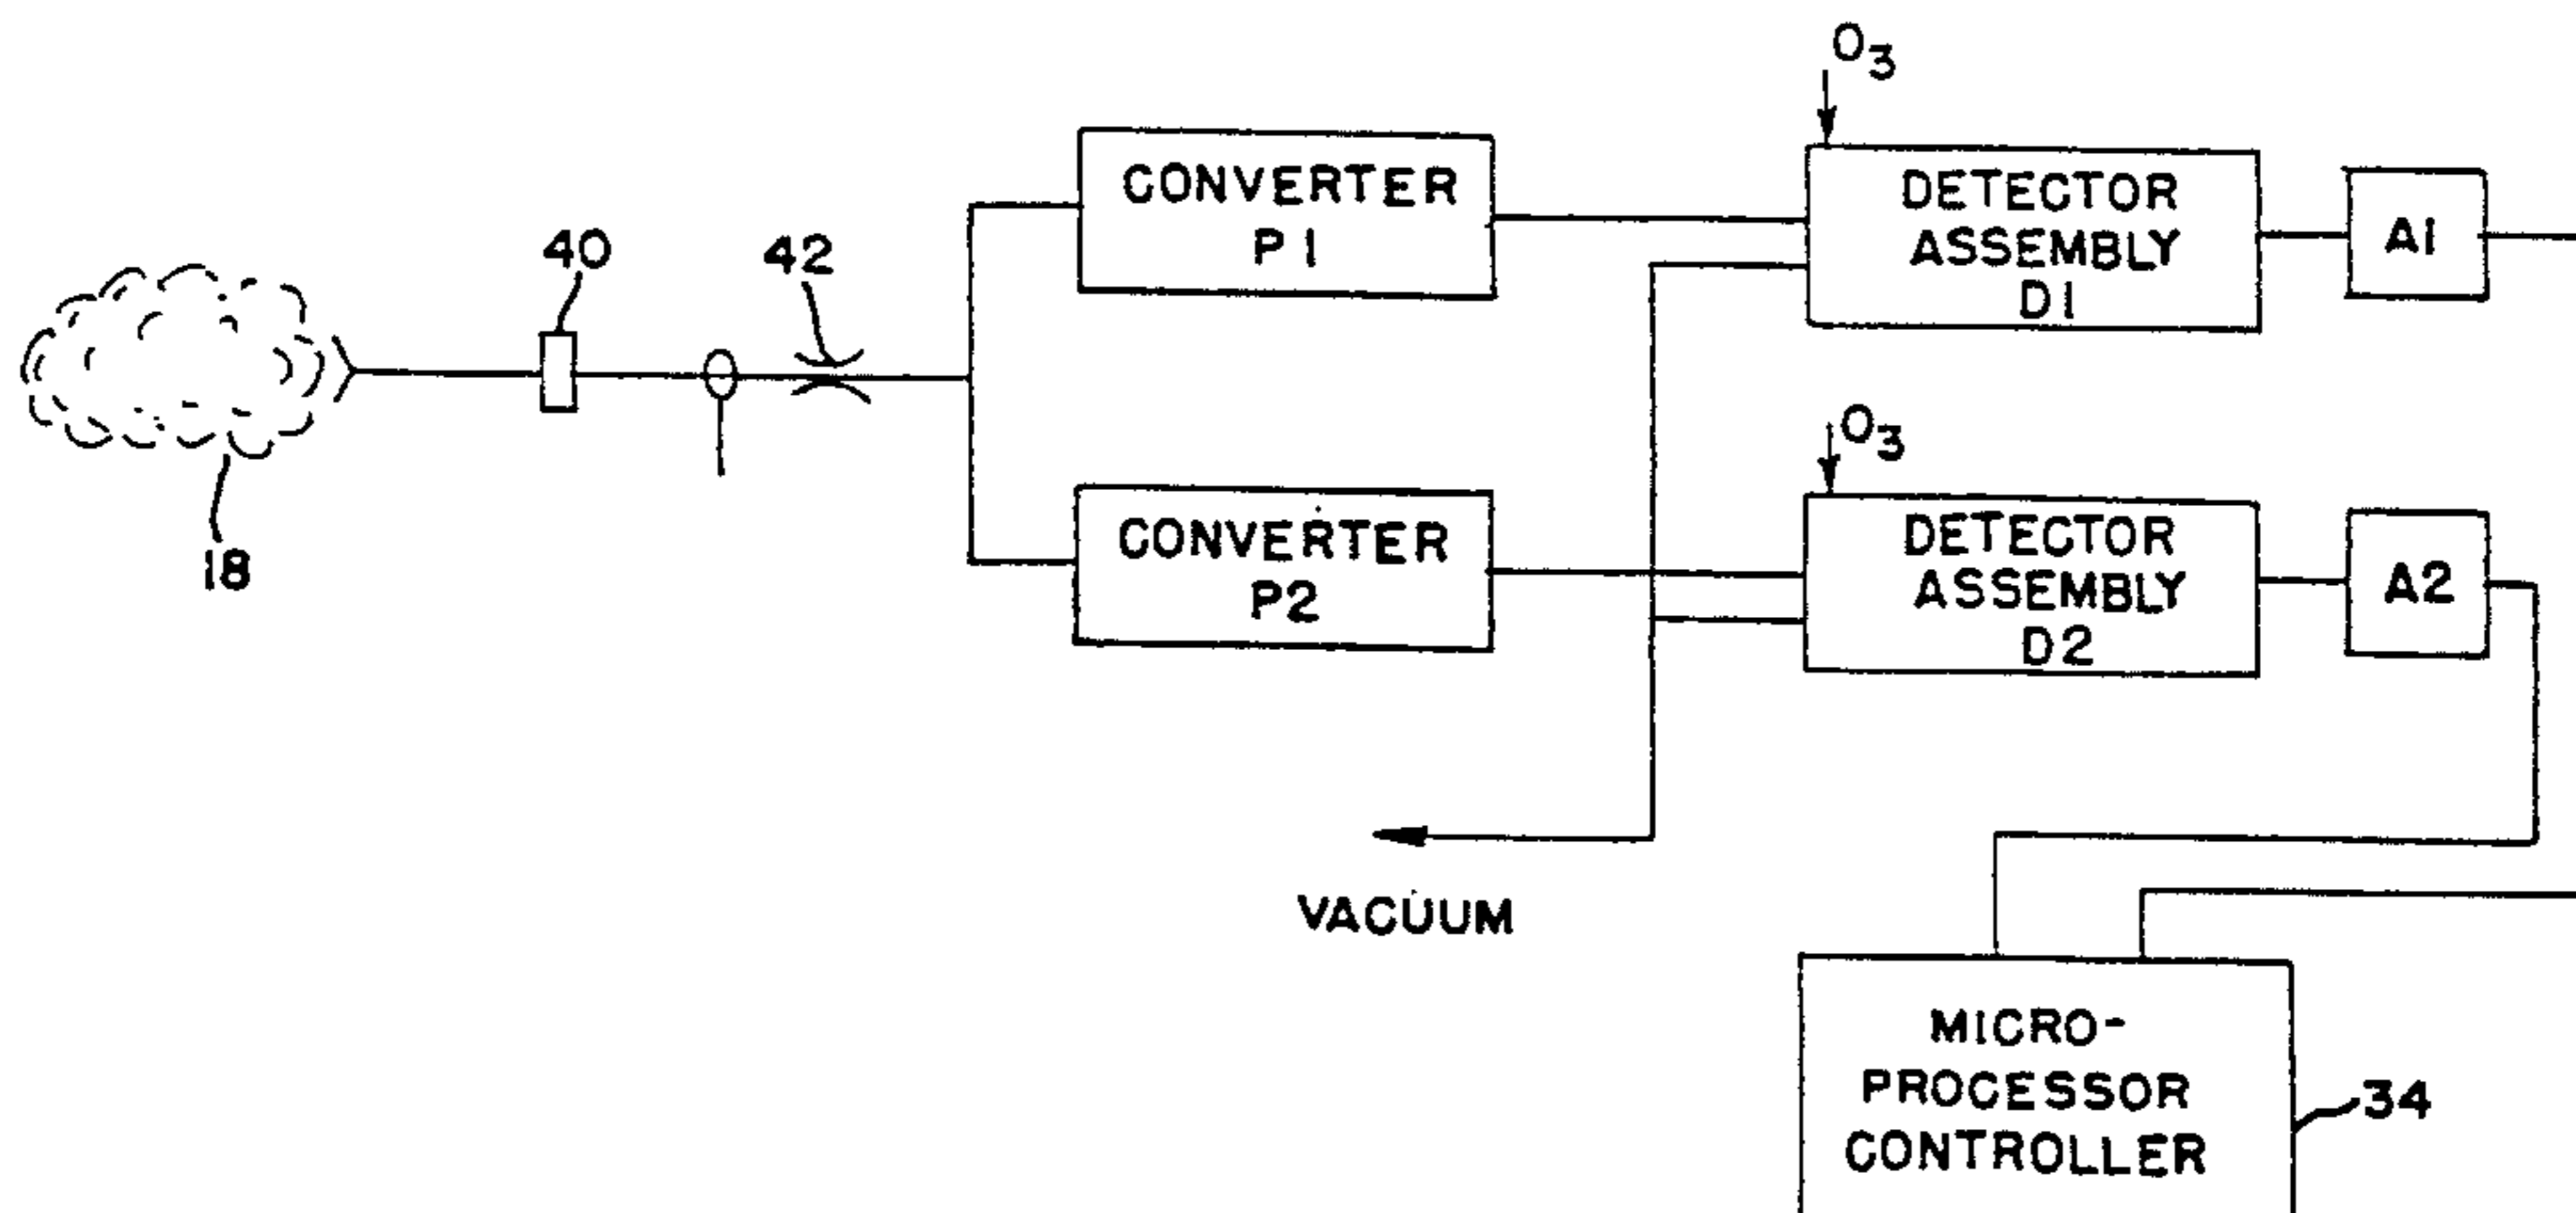 O3
CONVERTER
P1
DETECTOR
ASSEMBLY
D1
A1
40
42
18
O3
CONVERTER
P2
DETECTOR
ASSEMBLY
D2
A2
VACUUM
MICRO-
PROCESSOR
CONTROLLER
34